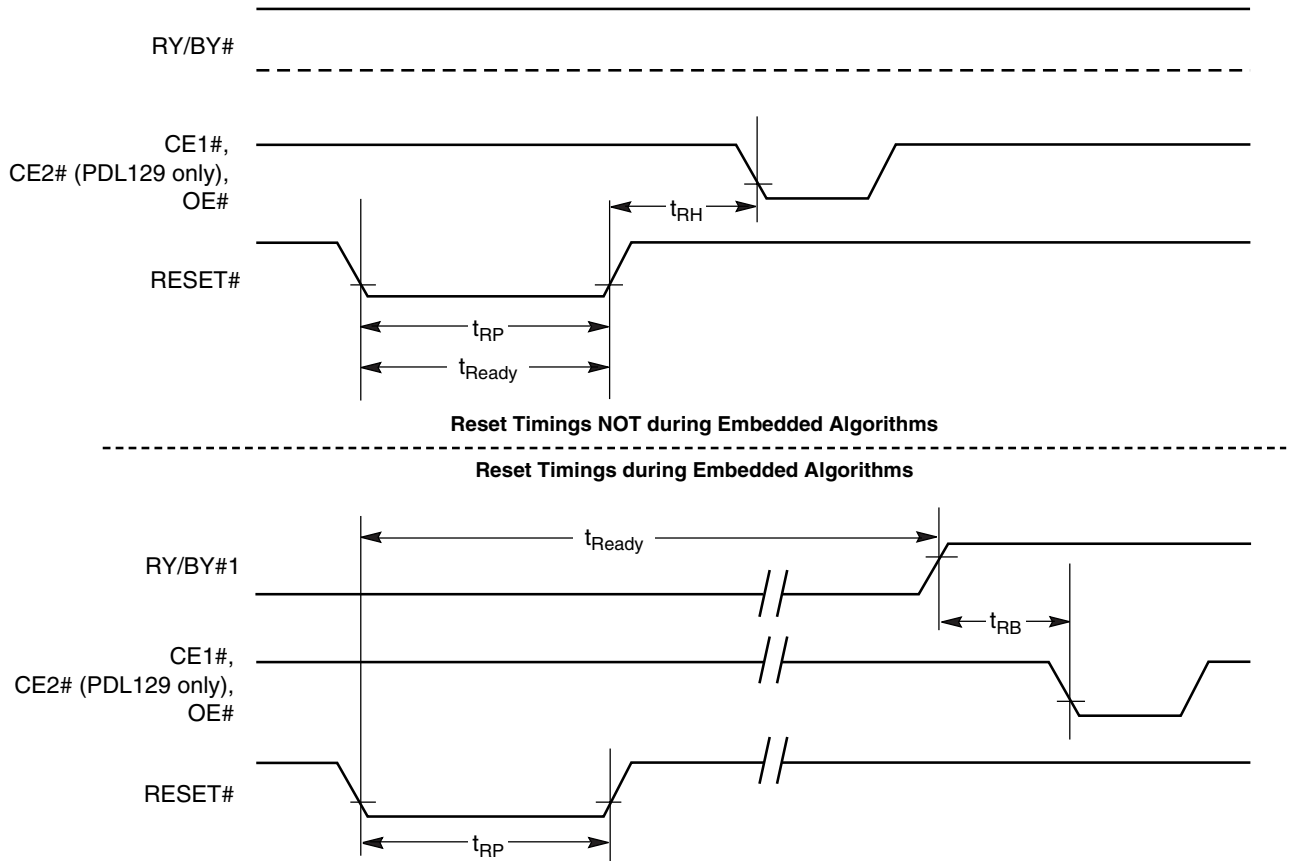 RY/BY#
CE1#,
CE2# (PDL129 only),
OE#
tRH
RESET#
tRP
tReady
Reset Timings NOT during Embedded Algorithms
Reset Timings during Embedded Algorithms
tReady
RY/BY#1
tRB
CE1#,
CE2# (PDL129 only),
OE#
RESET#
tRP